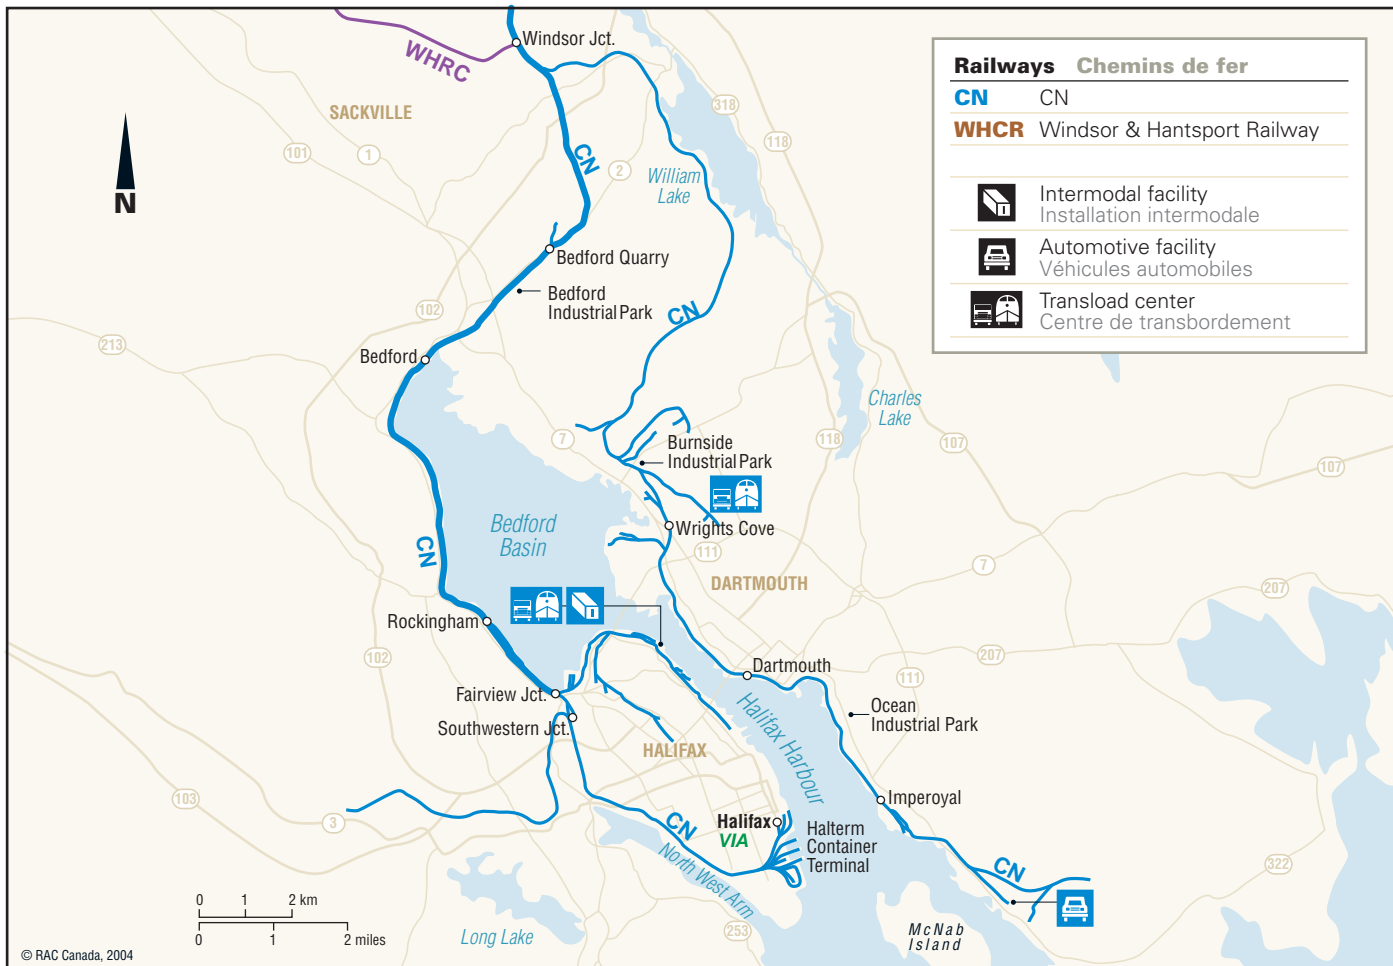 Windsor Jct.
WHRC
SACKVILLE
318
118
101
1
CN
2
William
Lake
N
Railways Chemins de fer
CN CN
WHCR Windsor & Hantsport Railway
Intermodal facility
Installation intermodale
Automotive facility
Véhicules automobiles
Transload center
Centre de transbordement
Bedford Quarry
Bedford
Industrial Park
102
CN
213
Bedford
Charles
Lake
7
118
107
107
Burnside
Industrial Park
Bedford
Basin
Wrights Cove
111
CN
7
DARTMOUTH
207
Rockingham
102
207
Dartmouth
111
Fairview Jct.
Southwestern Jct.
Halifax Harbour
Ocean
Industrial Park
HALIFAX
103
3
CN
Halifax
VIA
Imperoyal
Halterm
Container
Terminal
North West Arm
CN
322
0 1 2 km
0 1 2 miles
Long Lake
253
McNab
Island
© RAC Canada, 2004